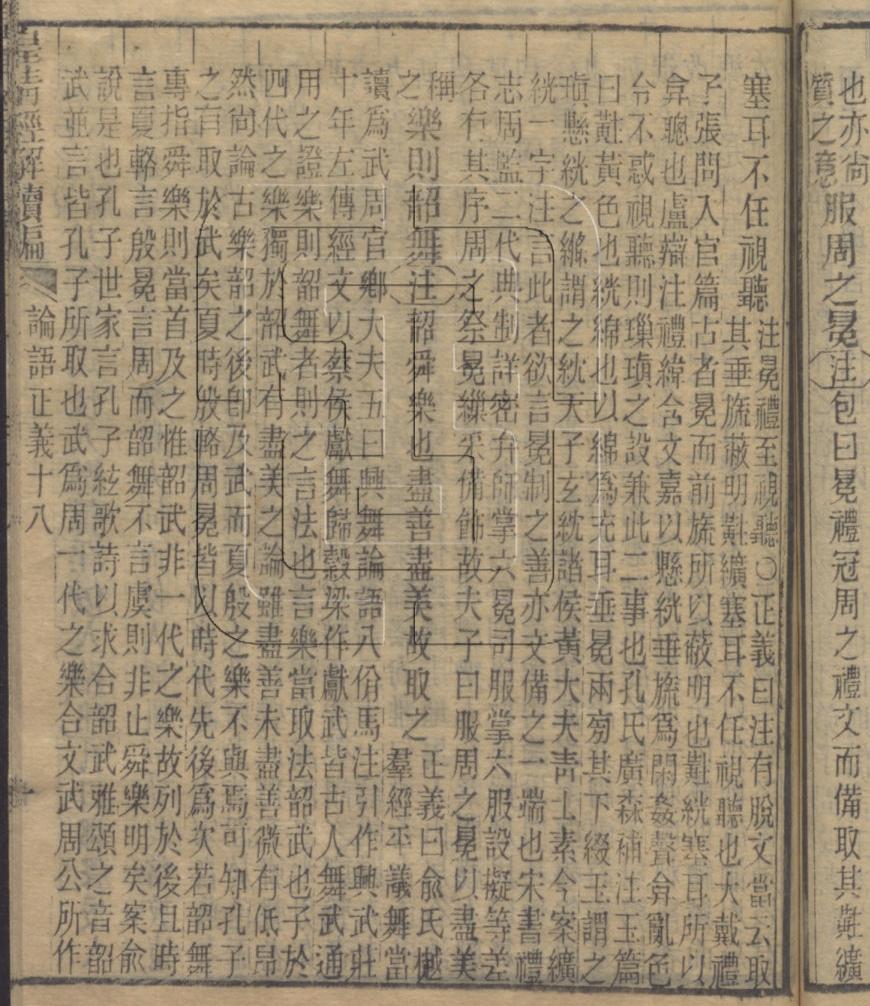 也亦尚
質之意
服周之冕注包曰冕禮冠周之禮文而備取其黈纊
塞耳不任視聽
注冕禮至視聽○正義曰注有脫文當云取
其垂旒蔽明黈纊塞耳不任視聽也大戴禮
子張問入官篇古者冕而前旒所以蔽明也黈絖塞耳所以
弇聰也盧辯注禮緯含文嘉以懸絖垂旒爲閑姦聲弇亂色
令不惑視聽則瑱之設兼此二事也孔氏廣森補注玉篇
曰黈黃色也絖綿也以綿爲充耳垂冕兩旁其下綴玉謂之
瑱懸絖之縧謂之紞天子玄紞諸侯黃大夫靑士素今案纊
絖一字注言此者欲言冕制之善亦文備之一端也宋書禮
志周監二代典制詳密弁師掌六冕司服掌六服設擬等差
各有其序周之祭冕繅采備飾故夫子曰服周之冕以盡美
稱
之
樂則韶舞注韶舜樂也盡善盡美故取之
正義曰俞氏樾
羣經平議舞當
讀爲武周官鄉大夫五曰興舞論語八佾馬注引作興武莊
十年左傳經文以蔡侯獻舞歸穀梁作獻武皆古人舞武通
用之證樂則韶舞者則之言法也言樂當取法韶武也子於
四代之樂獨於韶武有盡美之論雖盡善未盡善微有低昂
然尚論古樂韶之後卽及武而夏殷之樂不與焉可知孔子
之有取於武矣夏時殷輅周冕皆以時代先後爲次若韶舞
專指舜樂則當首及之惟韶武非一代之樂故列於後且時
言夏輅言殷冕言周而韶舞不言虞則非止舜樂明矣案俞
說是也孔子世家言孔子絃歌詩以求合韶武雅頌之音韶
武並言皆孔子所取也武爲周一代之樂合文武周公所作
皇淸經解續編
論語正義十八